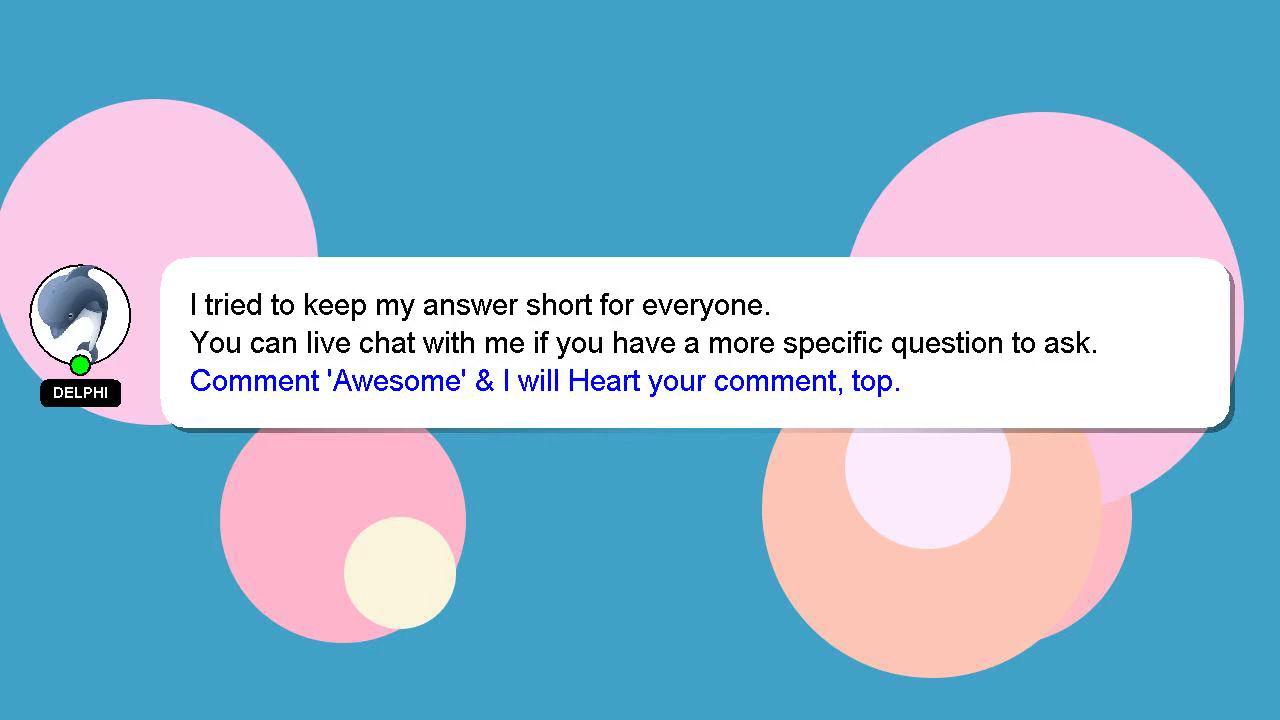 I tried to keep my answer short for everyone.
You can live chat with me if you have a more specific question to ask.
Comment 'Awesome' & I will Heart your comment, top.
DELPHI